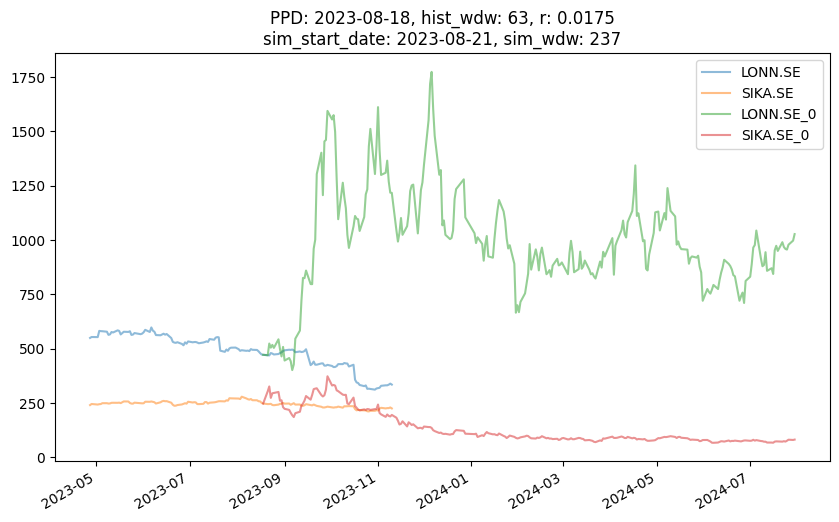 PPD: 2023-08-18, hist_wdw: 63, r: 0.0175
sim_start_date: 2023-08-21, sim_wdw: 237
LONN.SE
SIKA.SE
LONN.SE_0
SIKA.SE_0
1750
1500
1250
1000
750
500
250
0
2023-05
2023-07
2023-09
2023-11
2024-01
2024-03
2024-05
2024-07